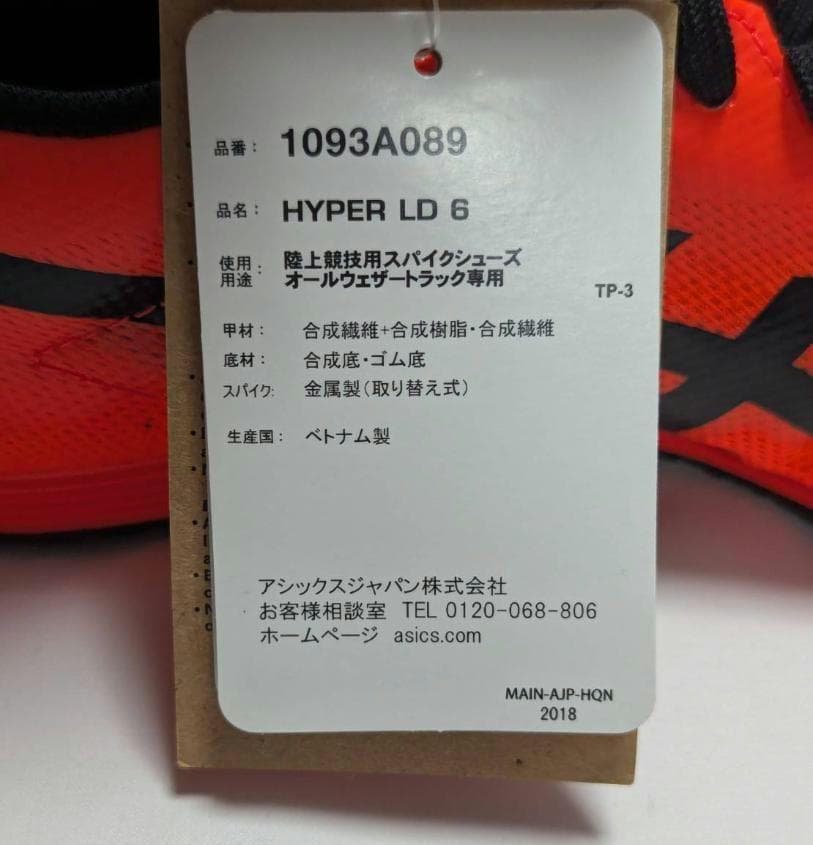 品番： 1093A089
品名： HYPER LD 6
使用用途： 陸上競技用スパイクシューズ
オールウェザートラック専用
TP-3
甲材： 合成繊維+合成樹脂・合成繊維
底材： 合成底・ゴム底
スパイク: 金属製（取り替え式）
生産国： ベトナム製
アシックスジャパン株式会社
お客様相談室 TEL 0120-068-806
ホームページ asics.com
MAIN-AJP-HQN
2018